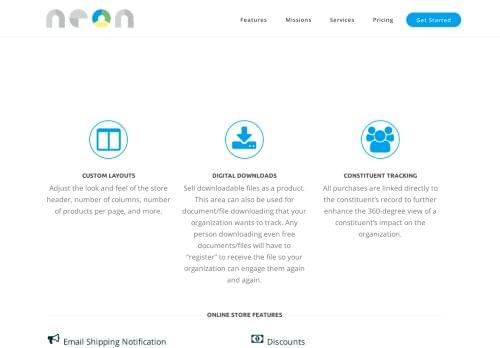 neon
Features Missions Services Pricing Get Started
CUSTOM LAYOUTS
Adjust the look and feel of the store
header, number of columns, number
of products per page, and more.
DIGITAL DOWNLOADS
Sell downloadable files as a product.
This area can also be used for
document/file downloading that your
organization wants to track. Any
person downloading even free
documents/files will have to
“register” to receive the file so your
organization can engage them again
and again.
CONSTITUENT TRACKING
All purchases are linked directly to
the constituent’s record to further
enhance the 360-degree view of a
constituent’s impact on the
organization.
ONLINE STORE FEATURES
Email Shipping Notification
Discounts